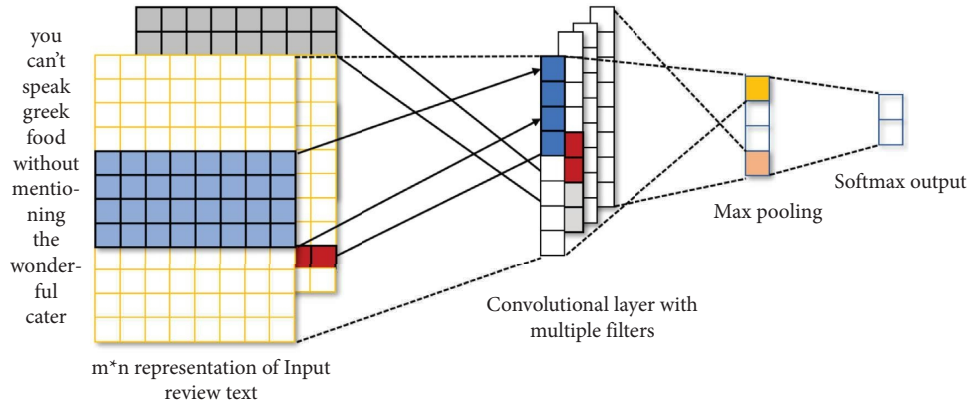 you
can't
speak
greek
food
without
mentio-
ning
the
wonder-
ful
cater
m*n representation of Input
review text
Convolutional layer with
multiple filters
Max pooling
Softmax output